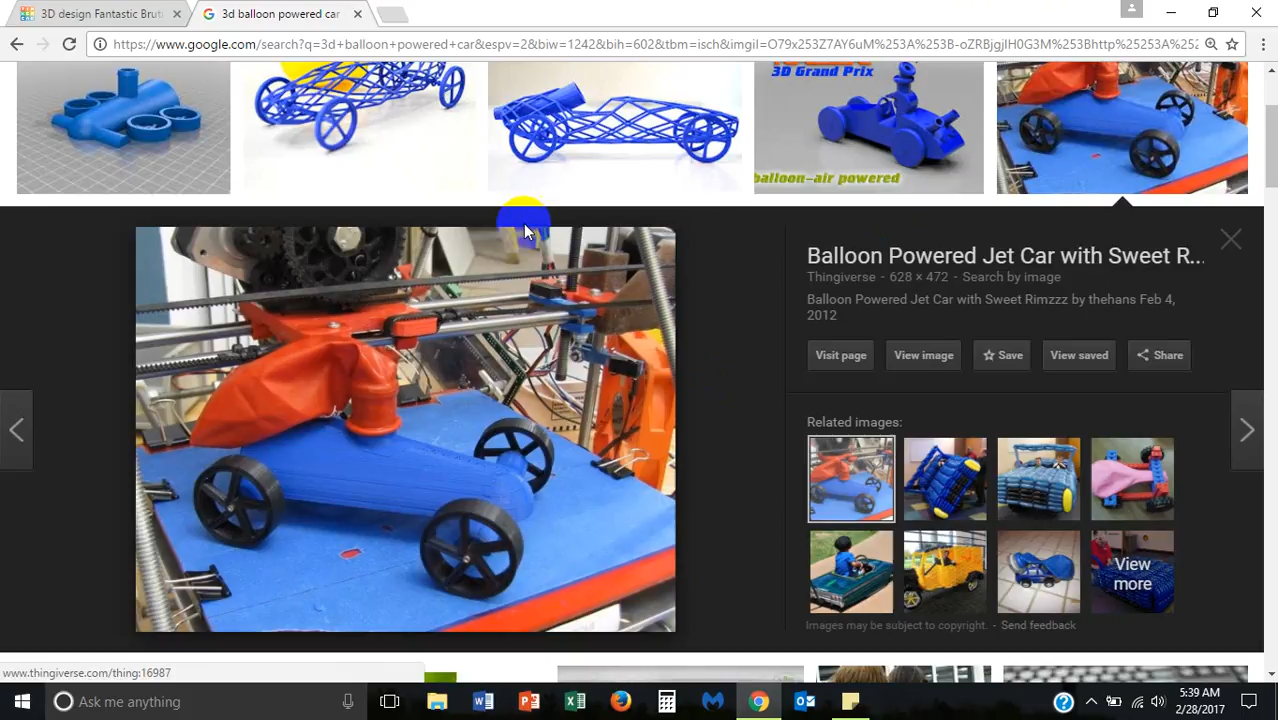 3D design Fantastic Brut
3d balloon powered car
https://www.google.com/search?q=3d+balloon+powered+car&espv=2&biw=1242&bih=602&tbm=isch&imgil=O79x253Z7AY6uM%253A%253B-oZRBjgjIH0G3M%253Bhttp%25253A%252
3D Grand Prix
balloon-air powered
Balloon Powered Jet Car with Sweet R...
Thingiverse - 628 × 472 - Search by image
Balloon Powered Jet Car with Sweet Rimzzz by thehans Feb 4,
2012
Visit page
View image
Save
View saved
Share
Related images:
View
more
Images may be subject to copyright. - Send feedback
www.thingiverse.com/thing:16987
Ask me anything
5:39 AM
2/28/2017